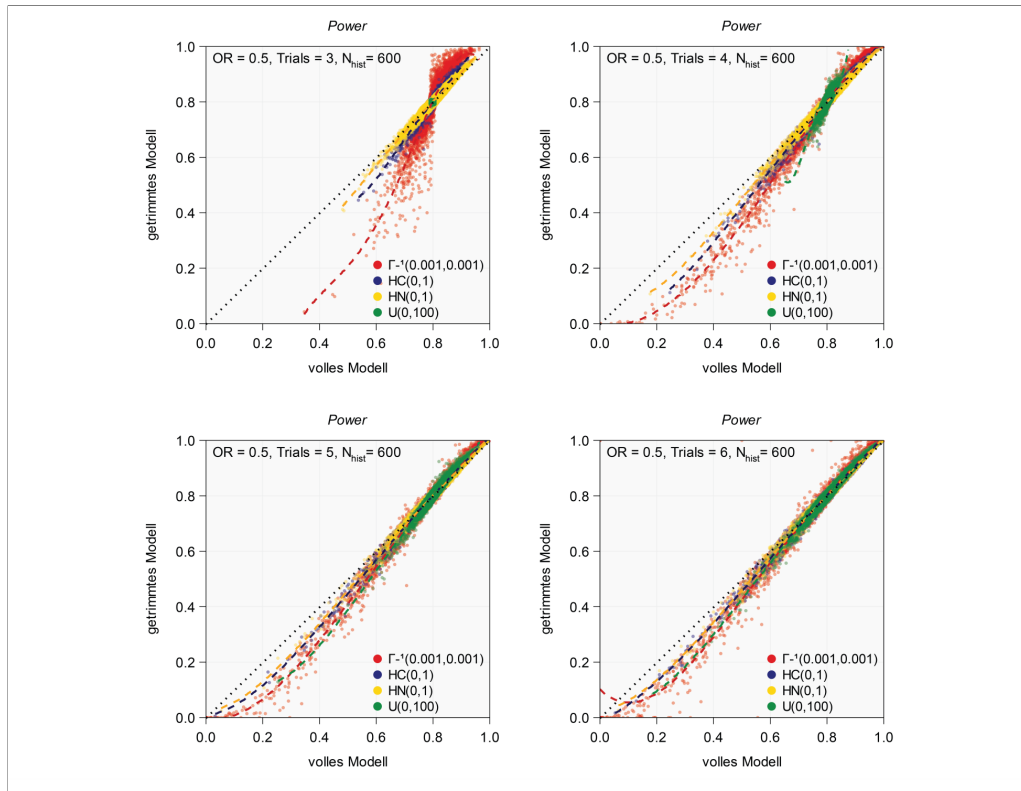 Power
OR = 0.5, Trials = 3, Nhist= 600
1.0
0.8
0.6
0.4
0.2
0.0
getrimmtes Modell
Γ-¹(0.001,0.001)
HC(0,1)
HN(0,1)
U(0,100)
0.0 0.2 0.4 0.6 0.8 1.0
volles Modell
Power
OR = 0.5, Trials = 4, Nhist= 600
1.0
0.8
0.6
0.4
0.2
0.0
getrimmtes Modell
Γ-¹(0.001,0.001)
HC(0,1)
HN(0,1)
U(0,100)
0.0 0.2 0.4 0.6 0.8 1.0
volles Modell
Power
OR = 0.5, Trials = 5, Nhist= 600
1.0
0.8
0.6
0.4
0.2
0.0
getrimmtes Modell
Γ-¹(0.001,0.001)
HC(0,1)
HN(0,1)
U(0,100)
0.0 0.2 0.4 0.6 0.8 1.0
volles Modell
Power
OR = 0.5, Trials = 6, Nhist= 600
1.0
0.8
0.6
0.4
0.2
0.0
getrimmtes Modell
Γ-¹(0.001,0.001)
HC(0,1)
HN(0,1)
U(0,100)
0.0 0.2 0.4 0.6 0.8 1.0
volles Modell